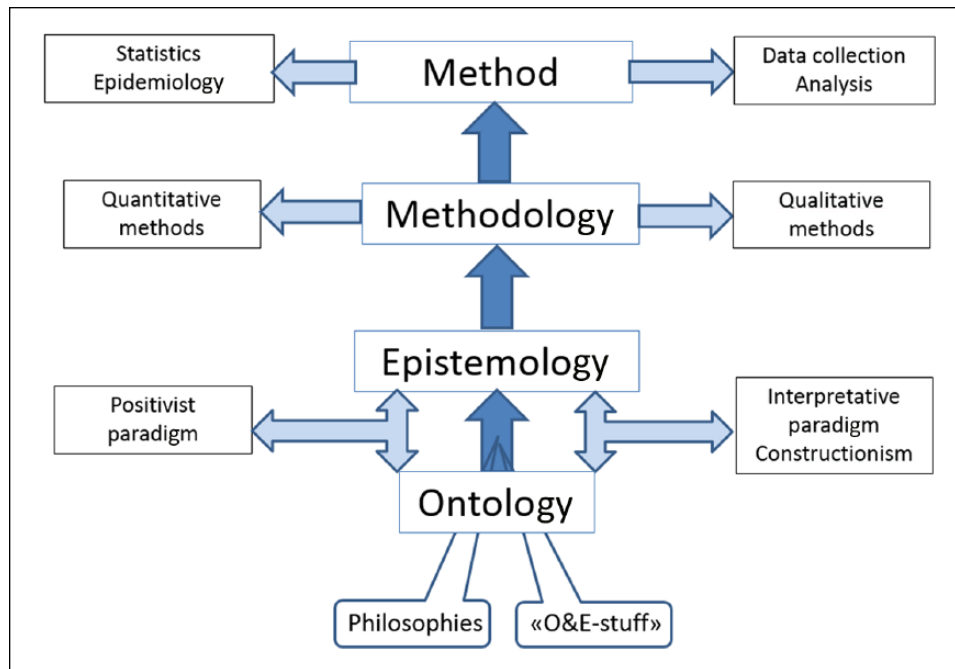 Statistics
Epidemiology
Method
Data collection
Analysis
Quantitative
methods
Methodology
Qualitative
methods
Epistemology
Positivist
paradigm
Interpretative
paradigm
Constructionism
Ontology
Philosophies
«O&E-stuff»